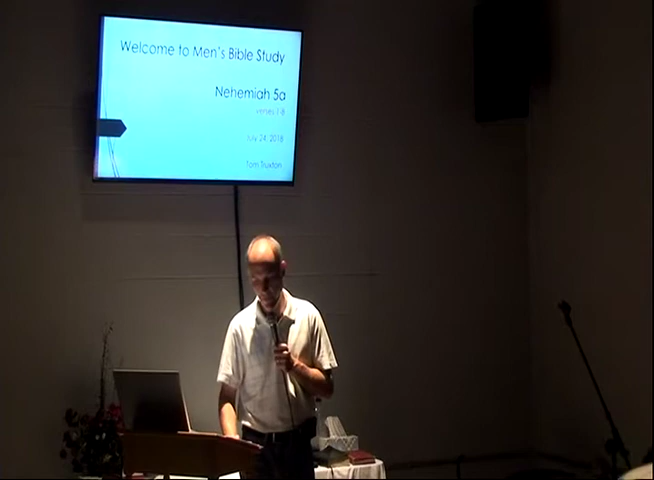 Welcome to Men's Bible Study
Nehemiah 5a
verses 1-8
July 24, 2018
Tom Truxton